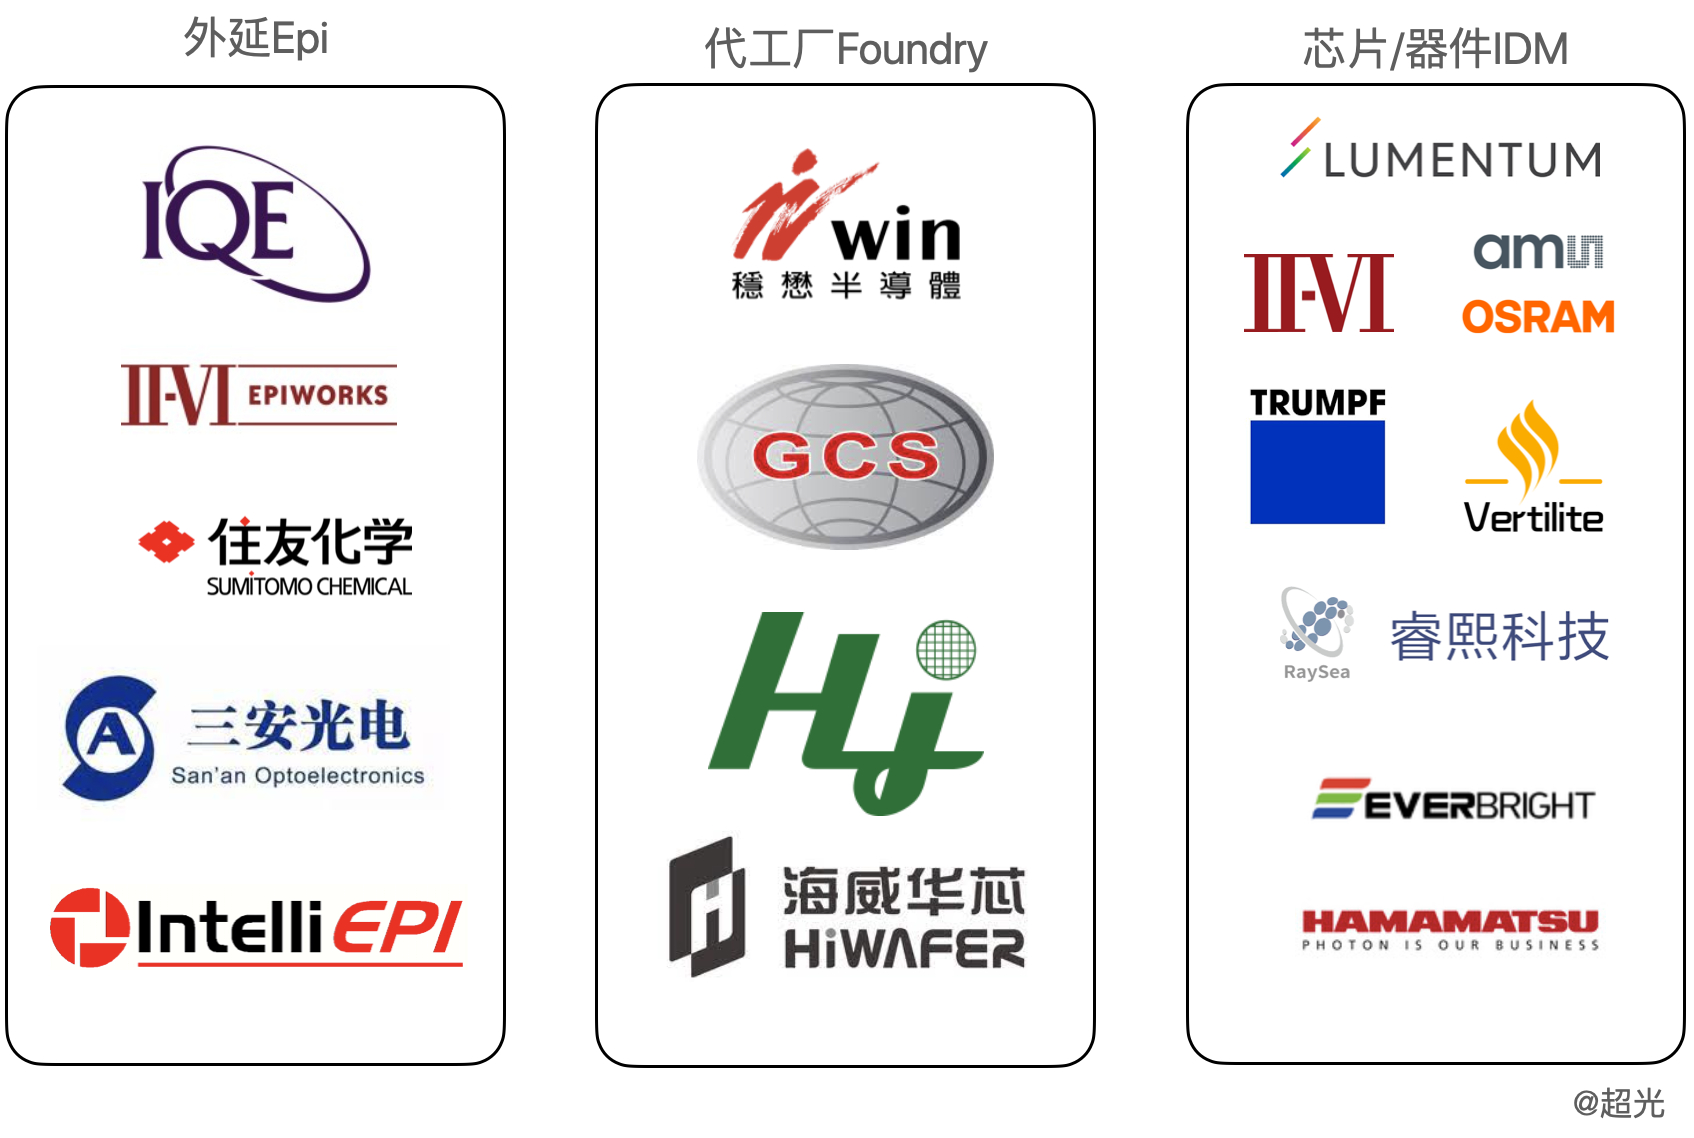 外延Epi
IQE
II-VI EPIWORKS
住友化学
SUMITOMO CHEMICAL
三安光电
San'an Optoelectronics
IntelliEPI
代工厂Foundry
win
穩懋半導體
GCS
Hj
海威华芯
HiWAFER
芯片/器件IDM
LUMENTUM
II-VI
amu
OSRAM
TRUMPF
Vertilite
RaySea
睿熙科技
EVERBRIGHT
HAMAMATSU
PHOTON IS OUR BUSINESS
@超光